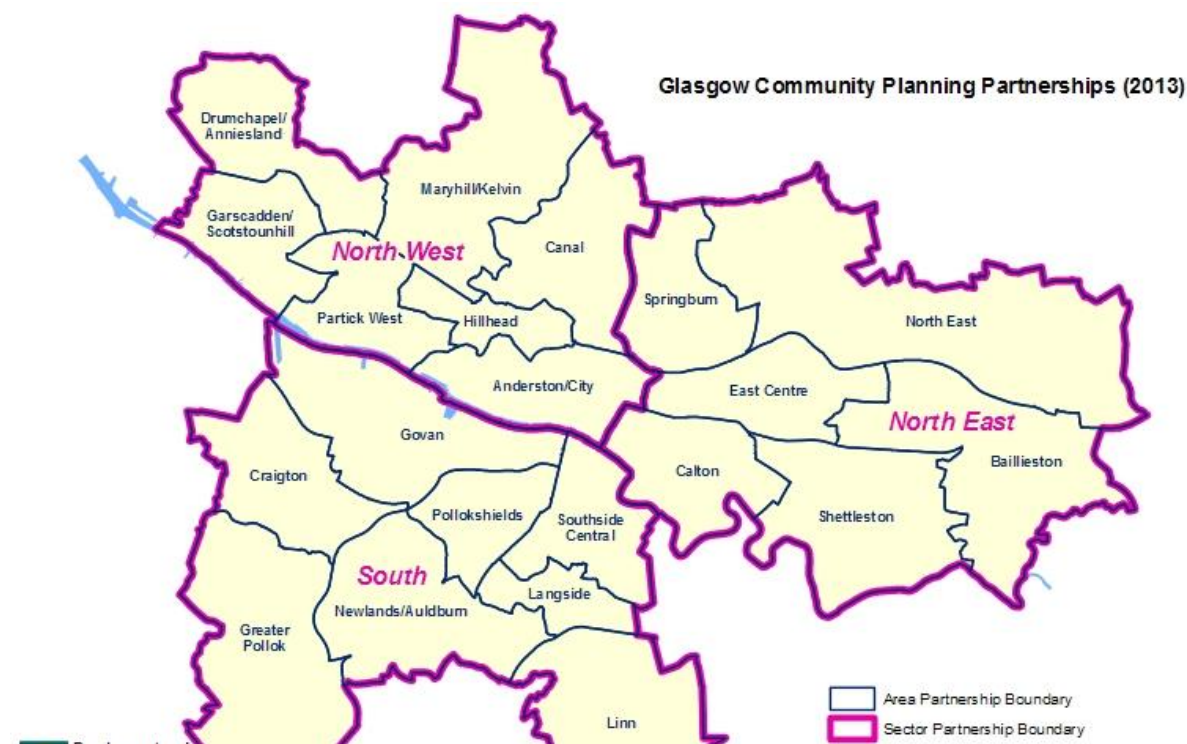 Glasgow Community Planning Partnerships (2013)
Drumchapel/
Anniesland
Maryhill/Kelvin
Garscadden/
Scotstounhill
North West
Canal
Springburn
North East
Partick West
Hillhead
Anderston/City
East Centre
North East
Baillieston
Govan
Craigton
Calton
Pollokshields
Southside
Central
Shettleston
South
Langside
Newlands/Auldburn
Greater
Pollok
Linn
Area Partnership Boundary
Sector Partnership Boundary